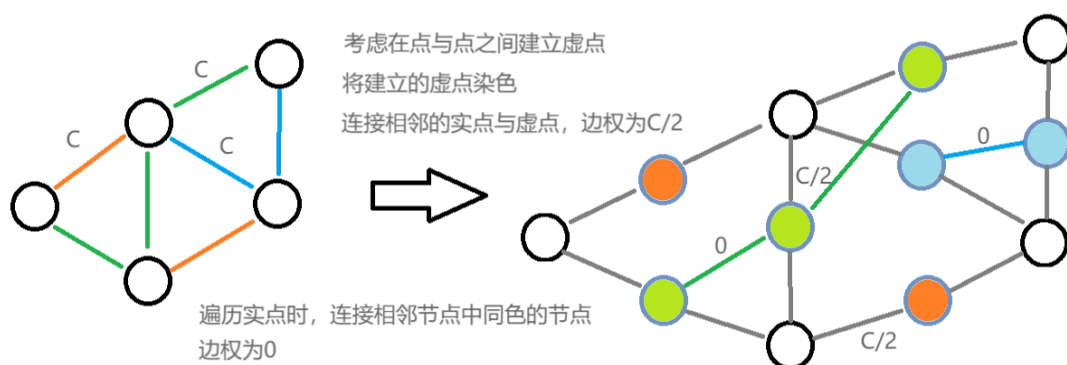 考虑在点与点之间建立虚点
将建立的虚点染色
连接相邻的实点与虚点，边权为C/2
C
C
C
0
C/2
0
C/2
遍历实点时，连接相邻节点中同色的节点
边权为0